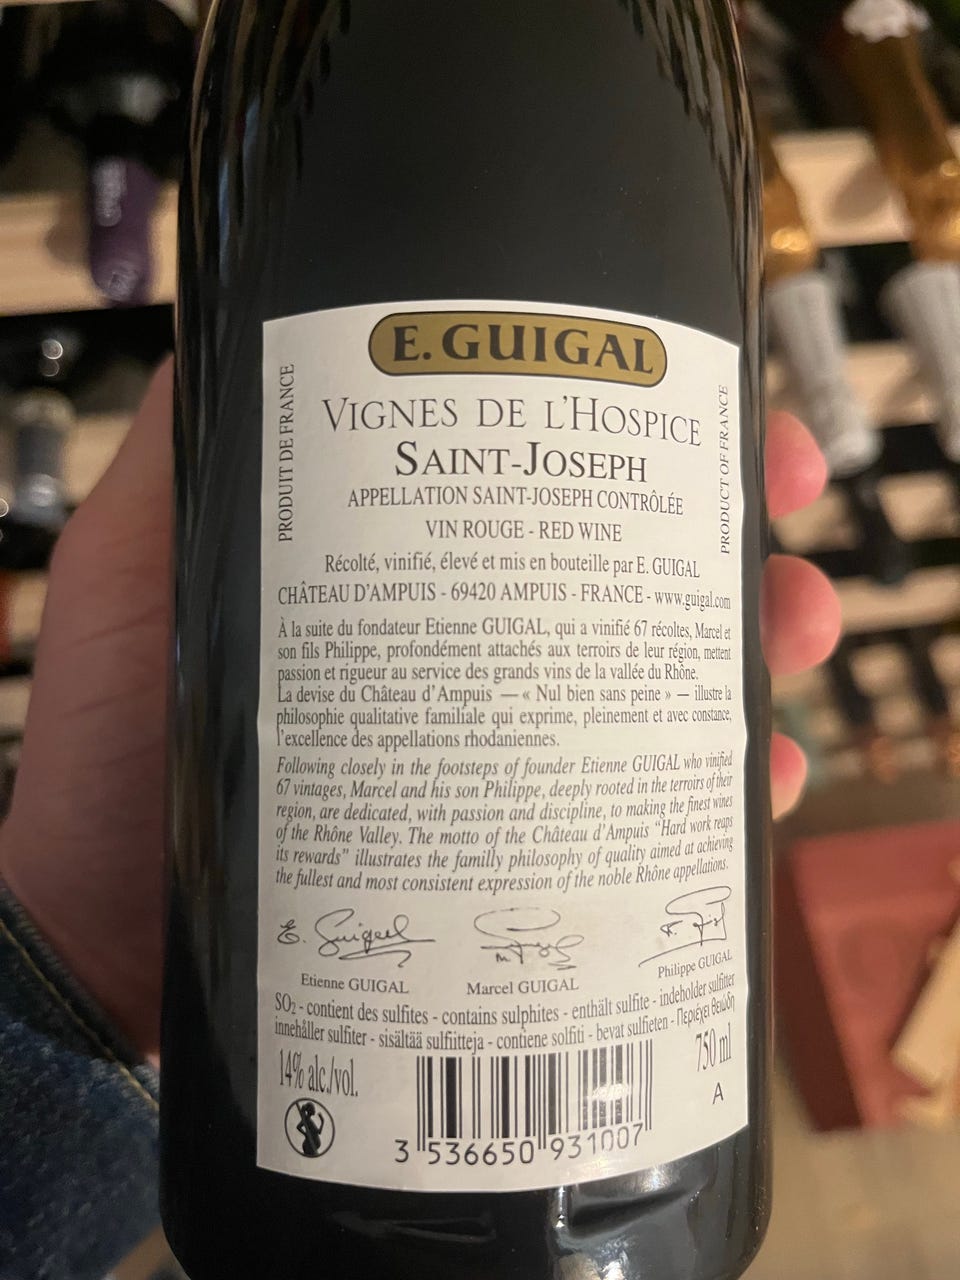 E. GUIGAL
VIGNES DE L'HOSPICE
SAINT-JOSEPH
APPELLATION SAINT-JOSEPH CONTRÔLÉE
VIN ROUGE - RED WINE
PRODUIT DE FRANCE
PRODUCT OF FRANCE
Récolté, vinifié, élevé et mis en bouteille par E. GUIGAL
CHÂTEAU D'AMPUIS - 69420 AMPUIS - FRANCE - www.guigal.com
À la suite du fondateur Etienne GUIGAL, qui a vinifié 67 récoltes, Marcel et
son fils Philippe, profondément attachés aux terroirs de leur région, mettent
passion et rigueur au service des grands vins de la vallée du Rhône.
La devise du Château d'Ampuis — « Nul bien sans peine » — illustre la
philosophie qualitative familiale qui exprime, pleinement et avec constance,
l'excellence des appellations rhodaniennes.
Following closely in the footsteps of founder Etienne GUIGAL who vinified
67 vintages, Marcel and his son Philippe, deeply rooted in the terroirs of their
region, are dedicated, with passion and discipline, to making the finest wines
of the Rhône Valley. The motto of the Château d'Ampuis "Hard work reaps
its rewards" illustrates the familly philosophy of quality aimed at achieving
the fullest and most consistent expression of the noble Rhône appellations.
E. Guigal
Etienne GUIGAL
Marcel GUIGAL
Philippe GUIGAL
SO₂ - contient des sulfites - contains sulphites - enthält sulfite - indeholder sulfitter
innehåller sulfiter - sisältää sulfiitteja - contiene solfiti - bevat sulfieten - Περιέχει Θειώδη
14% alc./vol.
750 ml
A
3 536650 931007